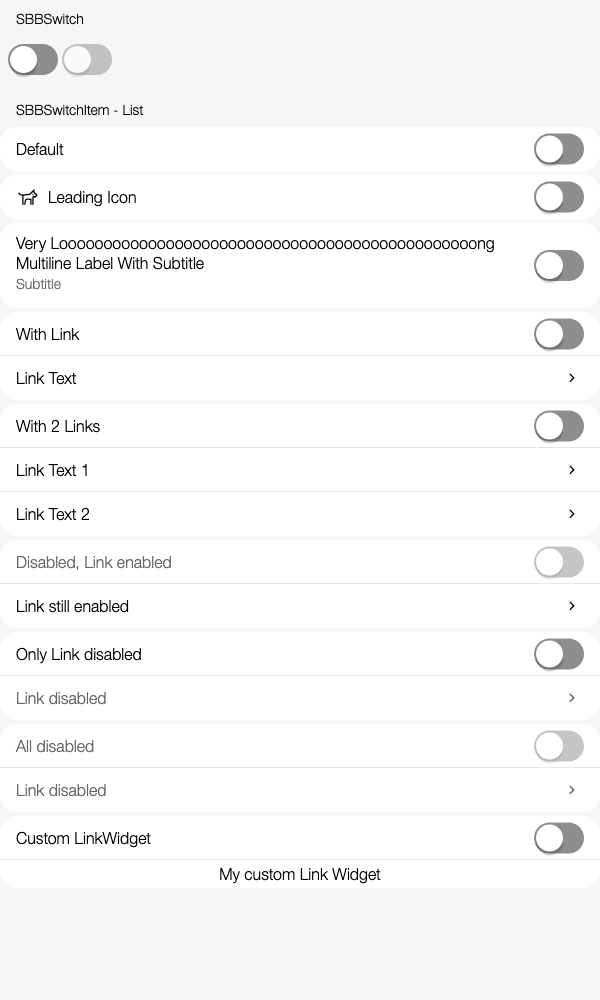 SBBSwitch
SBBSwitchItem - List
Default
Leading Icon
Very Looooooooooooooooooooooooooooooooooooooooooooooong
Multiline Label With Subtitle
Subtitle
With Link
Link Text
With 2 Links
Link Text 1
Link Text 2
Disabled, Link enabled
Link still enabled
Only Link disabled
Link disabled
All disabled
Link disabled
Custom LinkWidget
My custom Link Widget